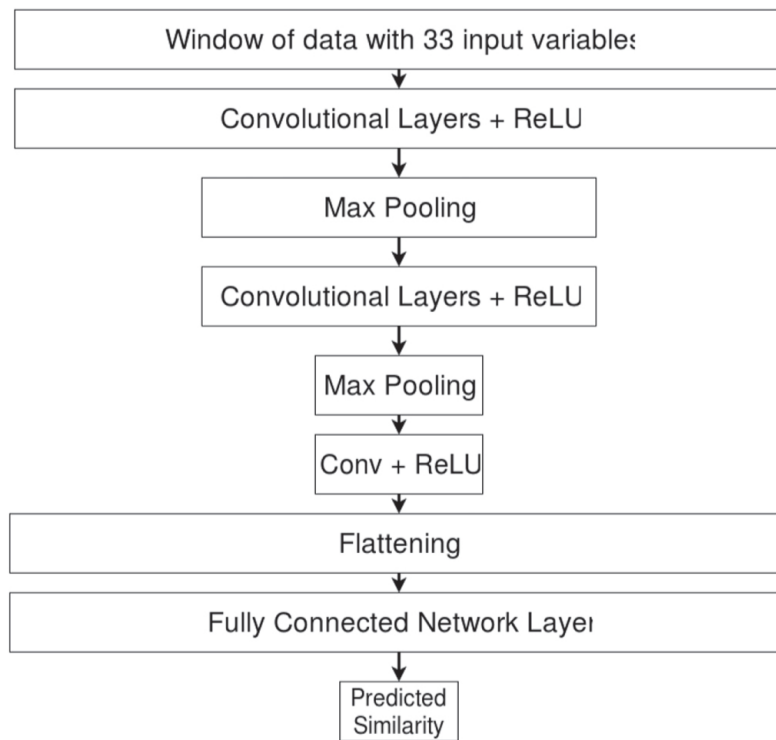 Window of data with 33 input variables
Convolutional Layers + ReLU
Max Pooling
Convolutional Layers + ReLU
Max Pooling
Conv + ReLU
Flattening
Fully Connected Network Layer
Predicted
Similarity